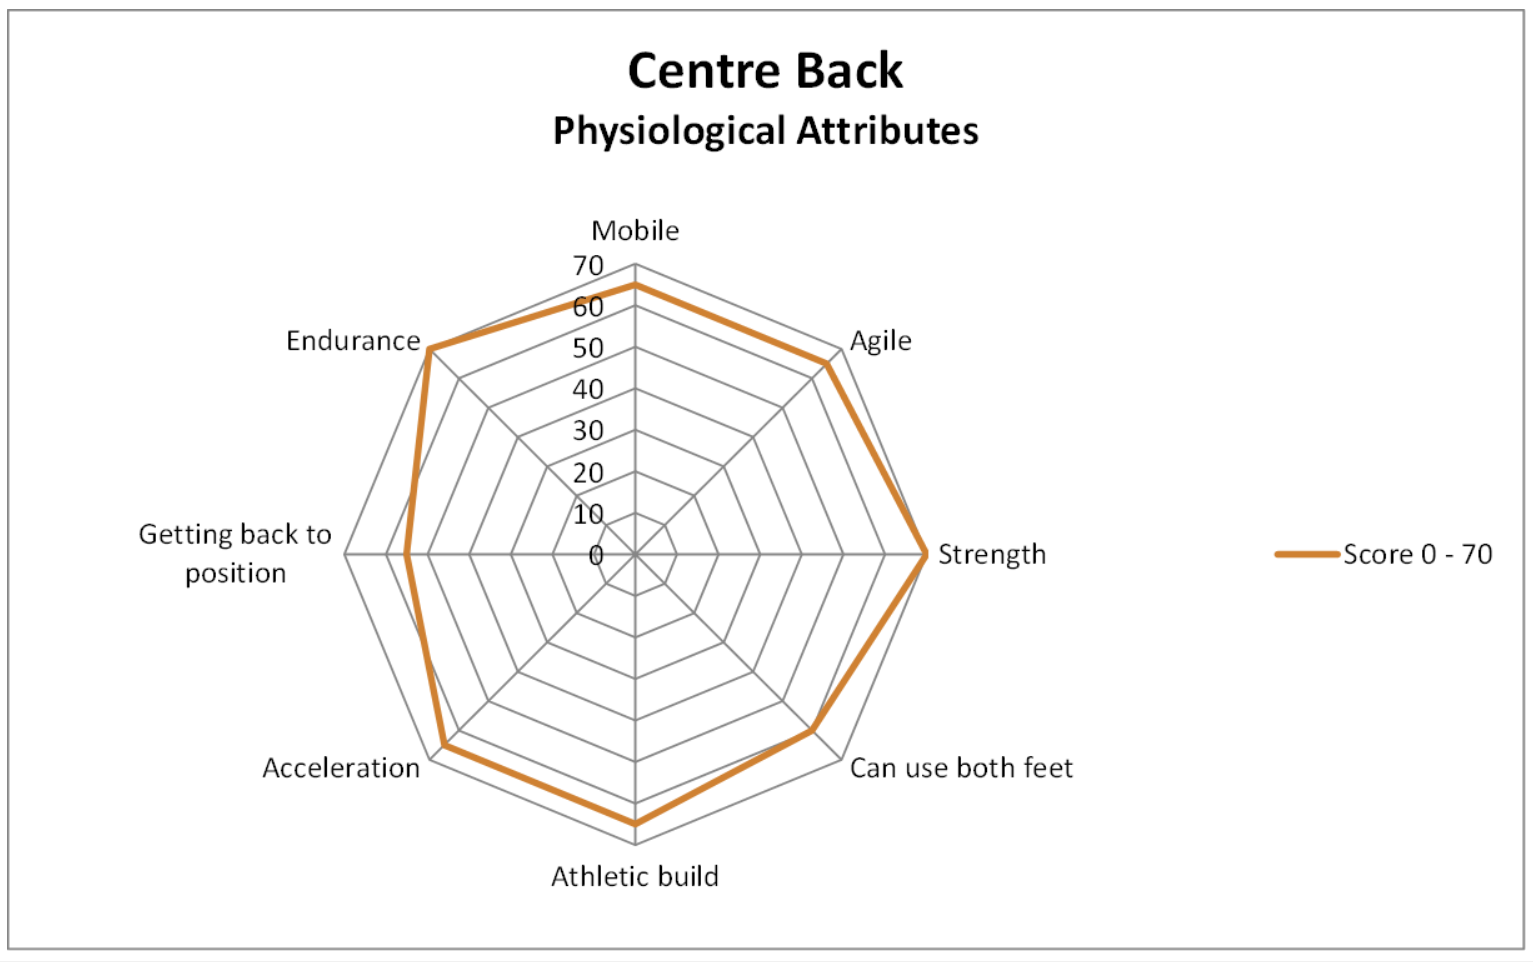 Centre Back
Physiological Attributes
Mobile
70
60
50
40
30
20
10
0
Agile
Strength
Can use both feet
Athletic build
Acceleration
Getting back to
position
Endurance
Score 0 - 70